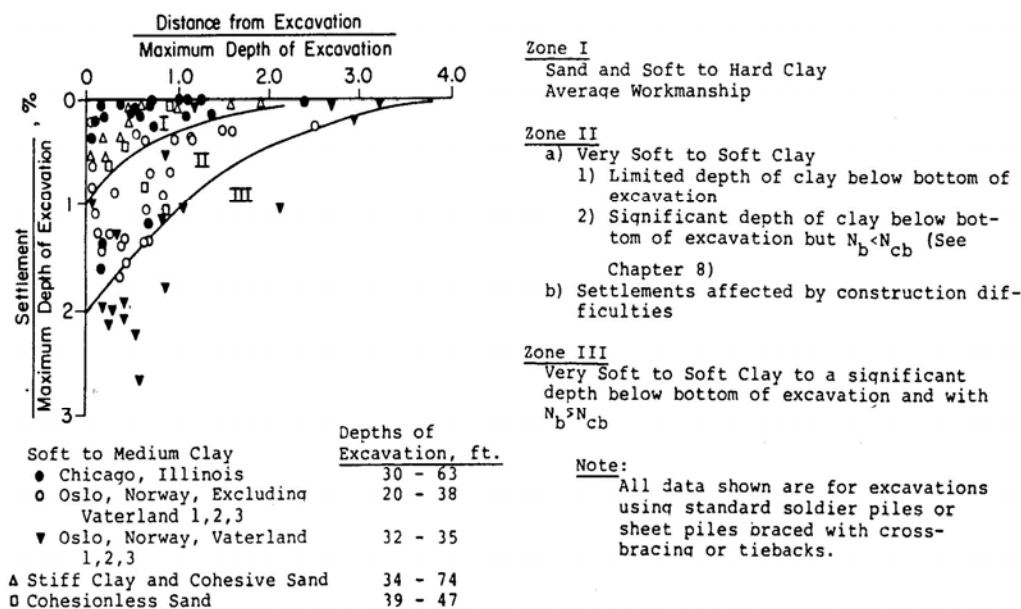 Distance from Excavation
Maximum Depth of Excavation
0 1.0 2.0 3.0 4.0
0
1
2
3
Settlement , %
Maximum Depth of Excavation
I
II
III
Soft to Medium Clay
Depths of
Excavation, ft.
● Chicago, Illinois 30 - 63
o Oslo, Norway, Excluding 20 - 38
Vaterland 1,2,3
▼ Oslo, Norway, Vaterland 32 - 35
1,2,3
Δ Stiff Clay and Cohesive Sand 34 - 74
□ Cohesionless Sand 39 - 47
Zone I
Sand and Soft to Hard Clay
Average Workmanship
Zone II
a) Very Soft to Soft Clay
1) Limited depth of clay below bottom of
excavation
2) Significant depth of clay below bot-
tom of excavation but N_b<N_cb (See
Chapter 8)
b) Settlements affected by construction dif-
ficulties
Zone III
Very Soft to Soft Clay to a significant
depth below bottom of excavation and with
N_b N_cb
Note:
All data shown are for excavations
using standard soldier piles or
sheet piles braced with cross-
bracing or tiebacks.